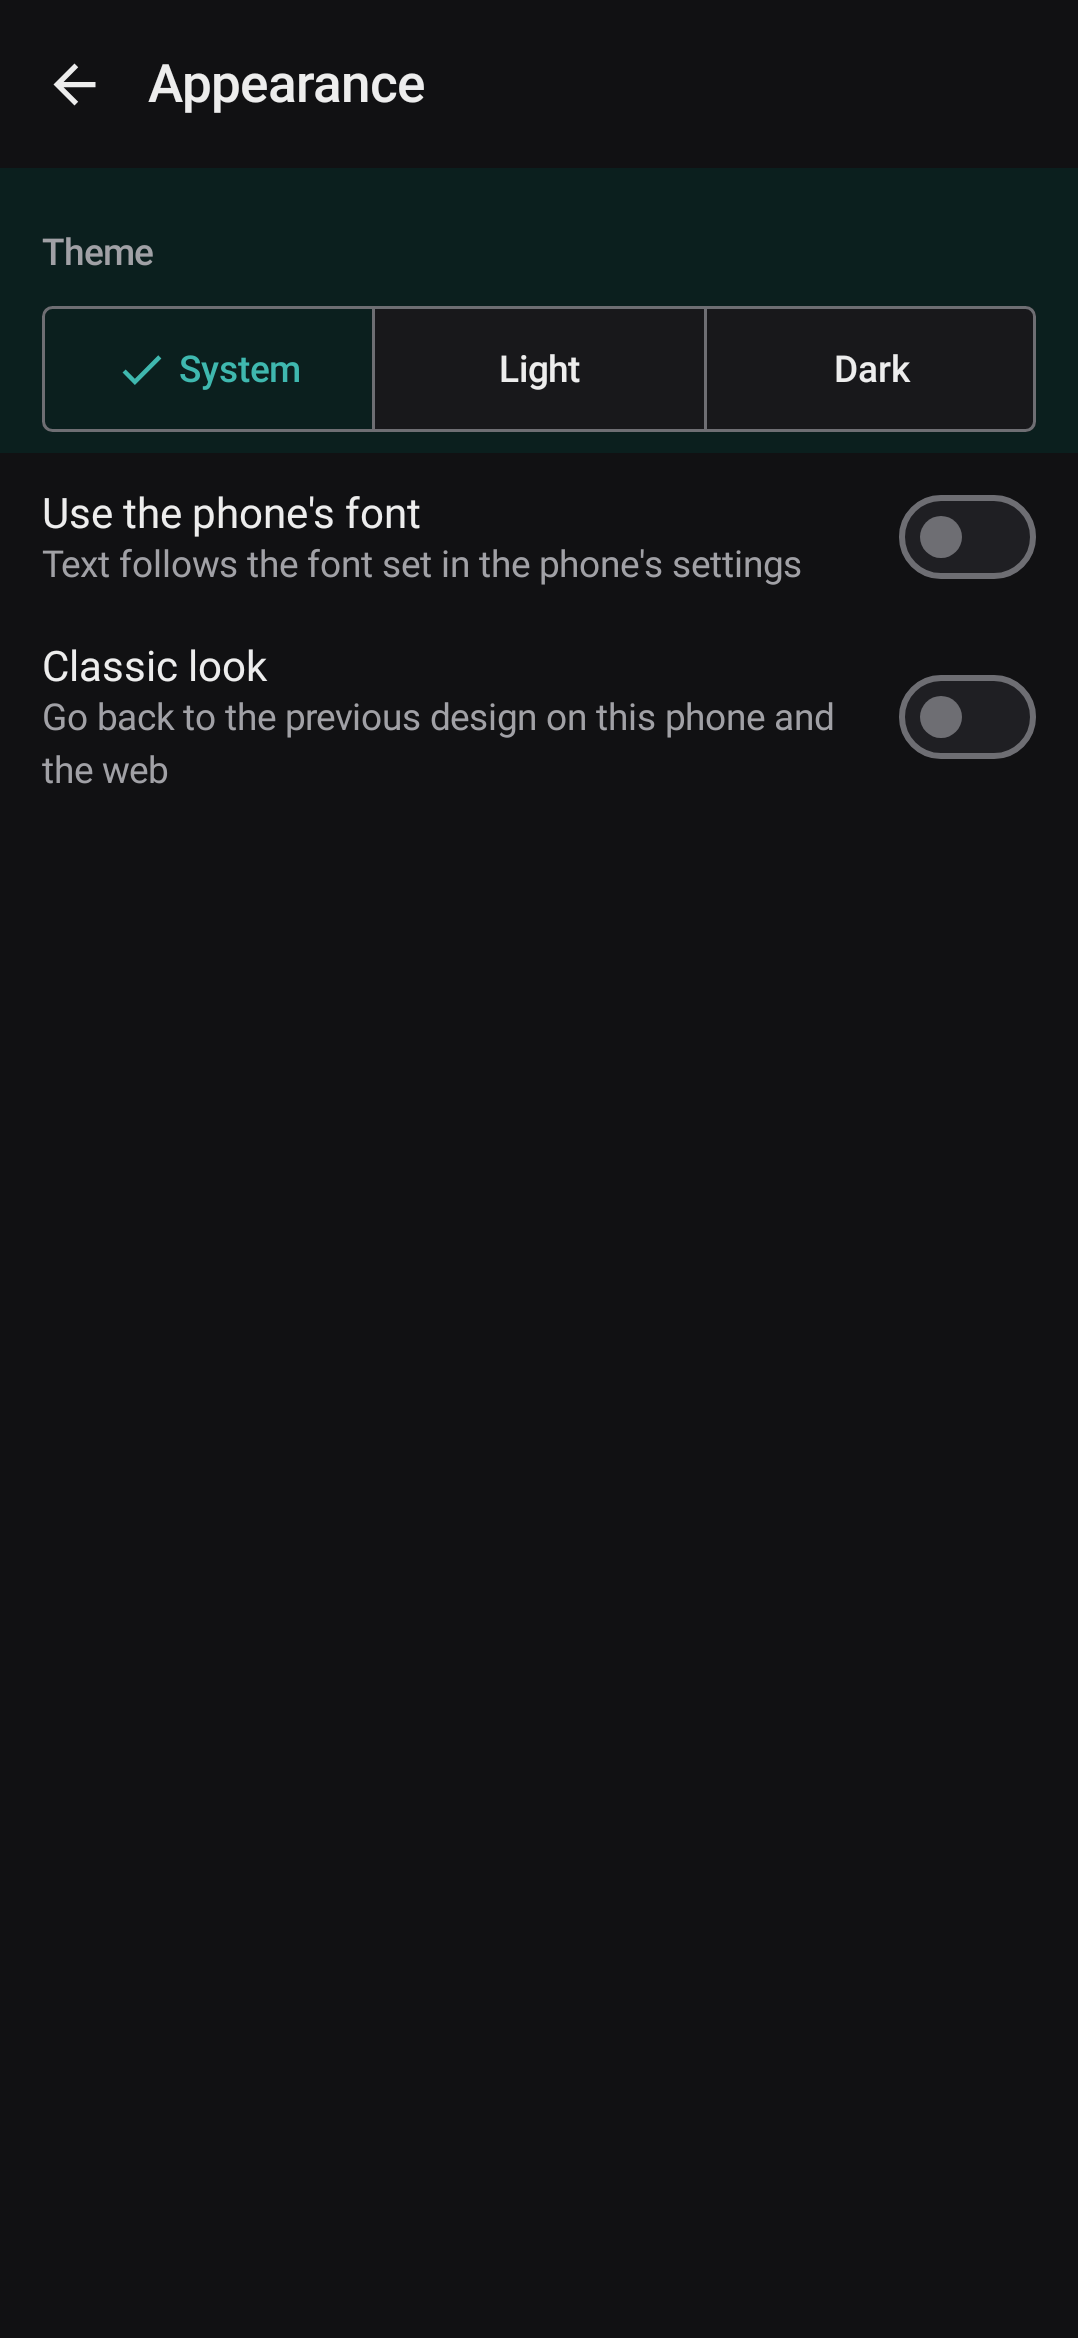 Appearance
Theme
System
Light
Dark
Use the phone's font
Text follows the font set in the phone's settings
Classic look
Go back to the previous design on this phone and
the web